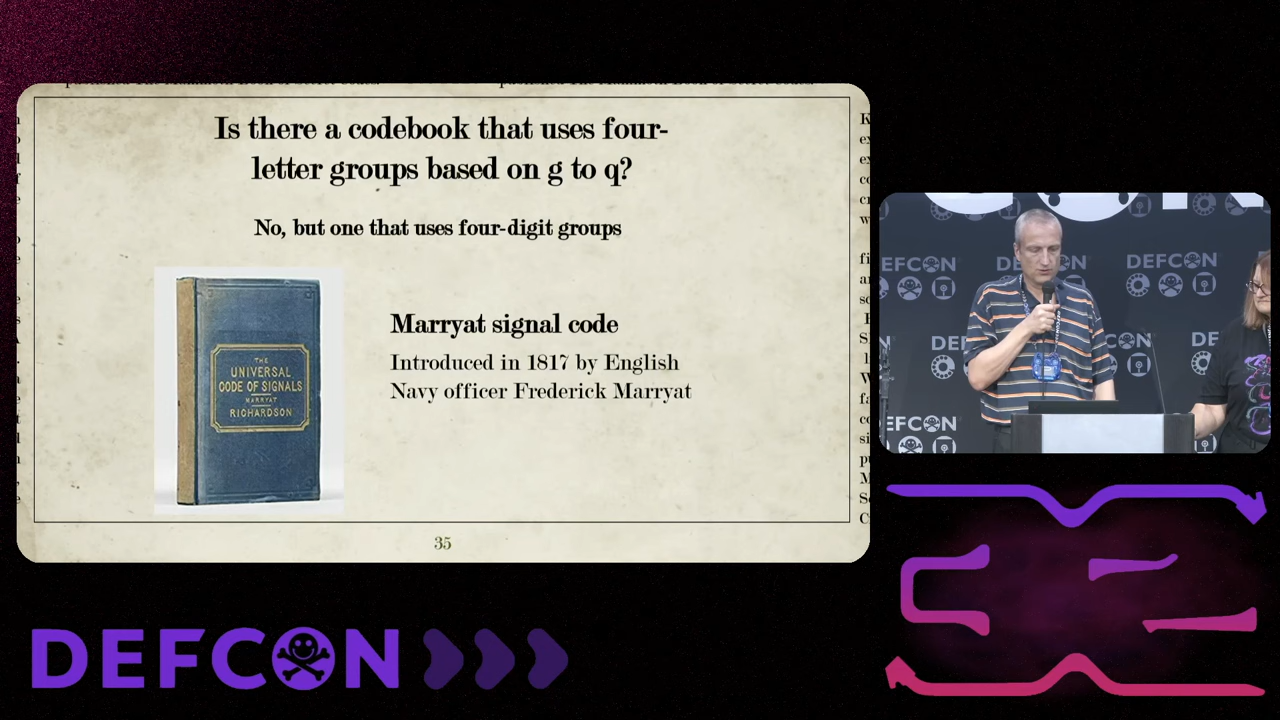 Is there a codebook that uses four-
letter groups based on g to q?
No, but one that uses four-digit groups
THE
UNIVERSAL
CODE OF SIGNALS
MARRYAT
RICHARDSON
Marryat signal code
Introduced in 1817 by English
Navy officer Frederick Marryat
35
DEFCON
DEFCON
DEFCON
DEFCON
DEFCON